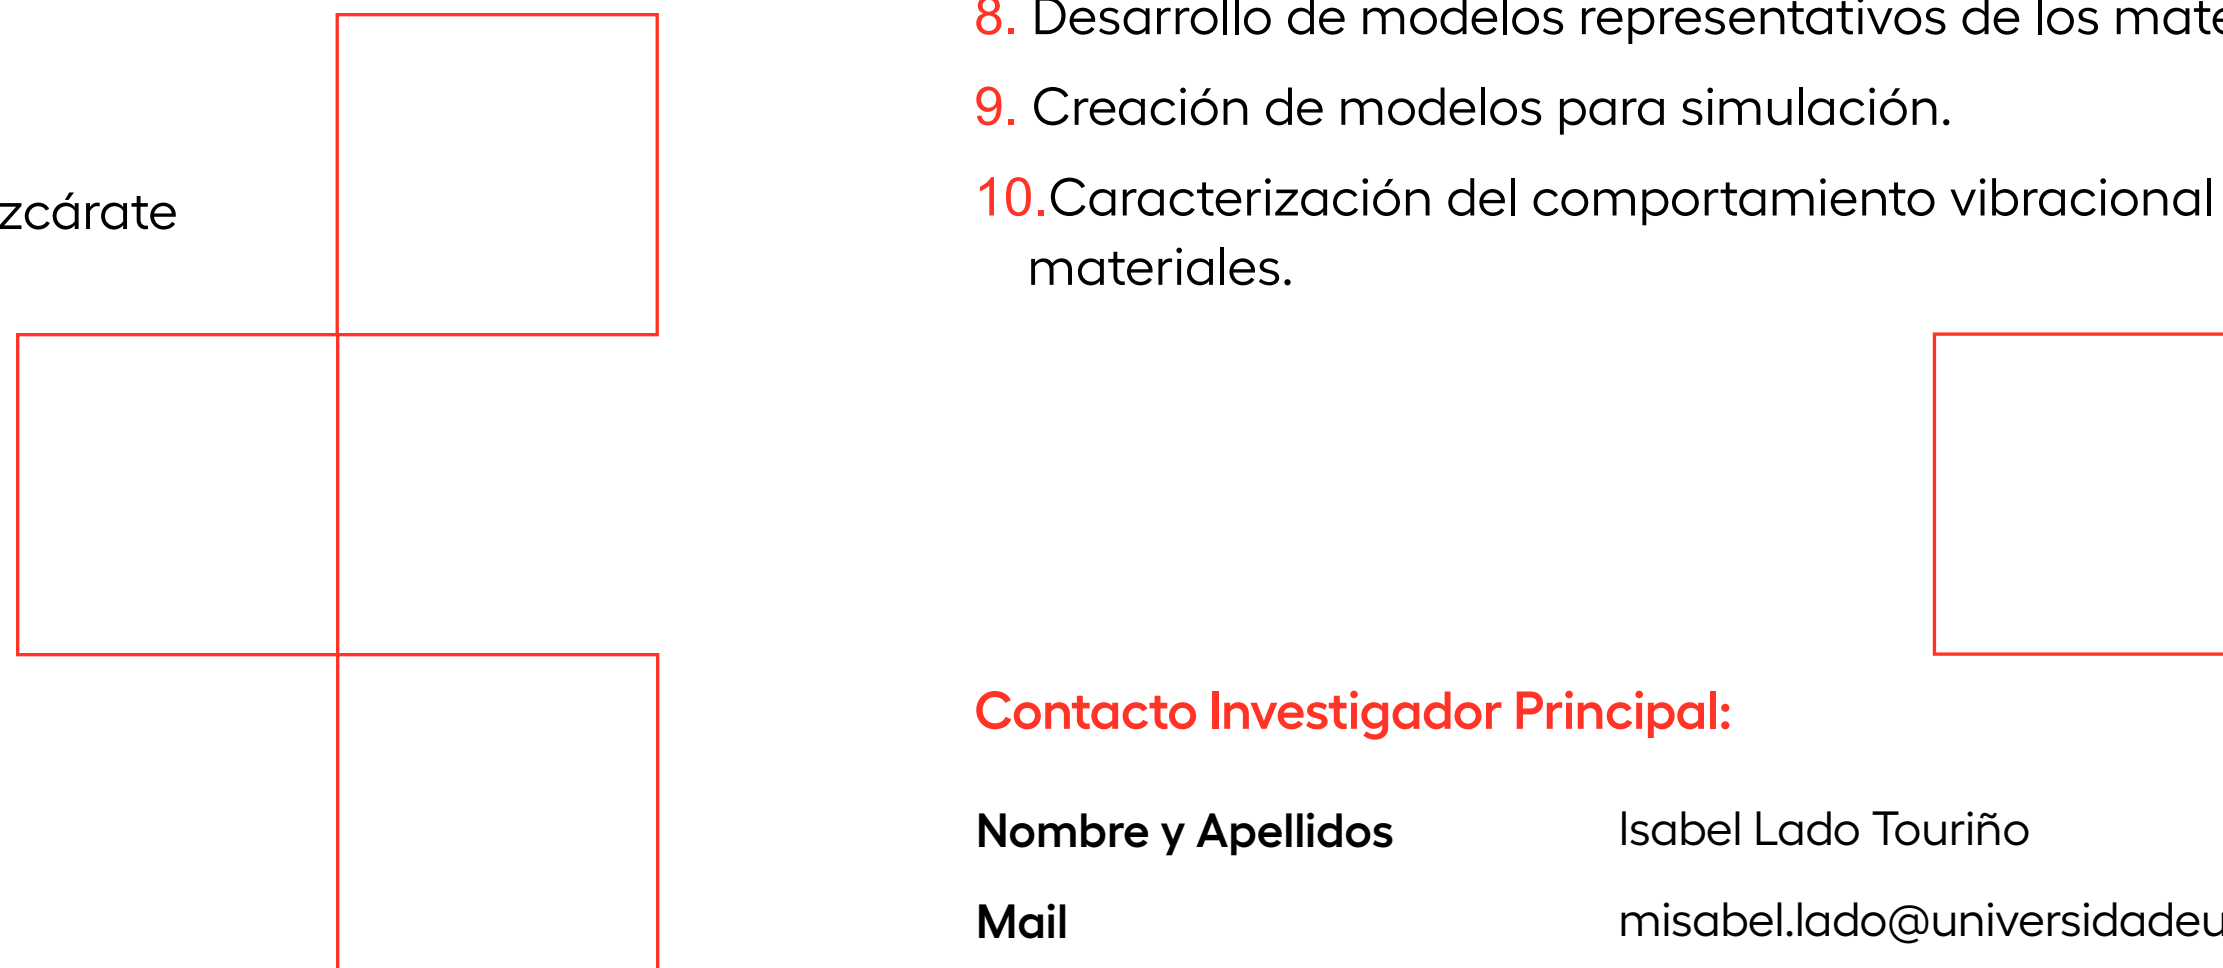 zcárate
8. Desarrollo de modelos representativos de los mate
9. Creación de modelos para simulación.
10.Caracterización del comportamiento vibracional
materiales.
Contacto Investigador Principal:
Nombre y Apellidos Isabel Lado Touriño
Mail misabel.lado@universidadeu